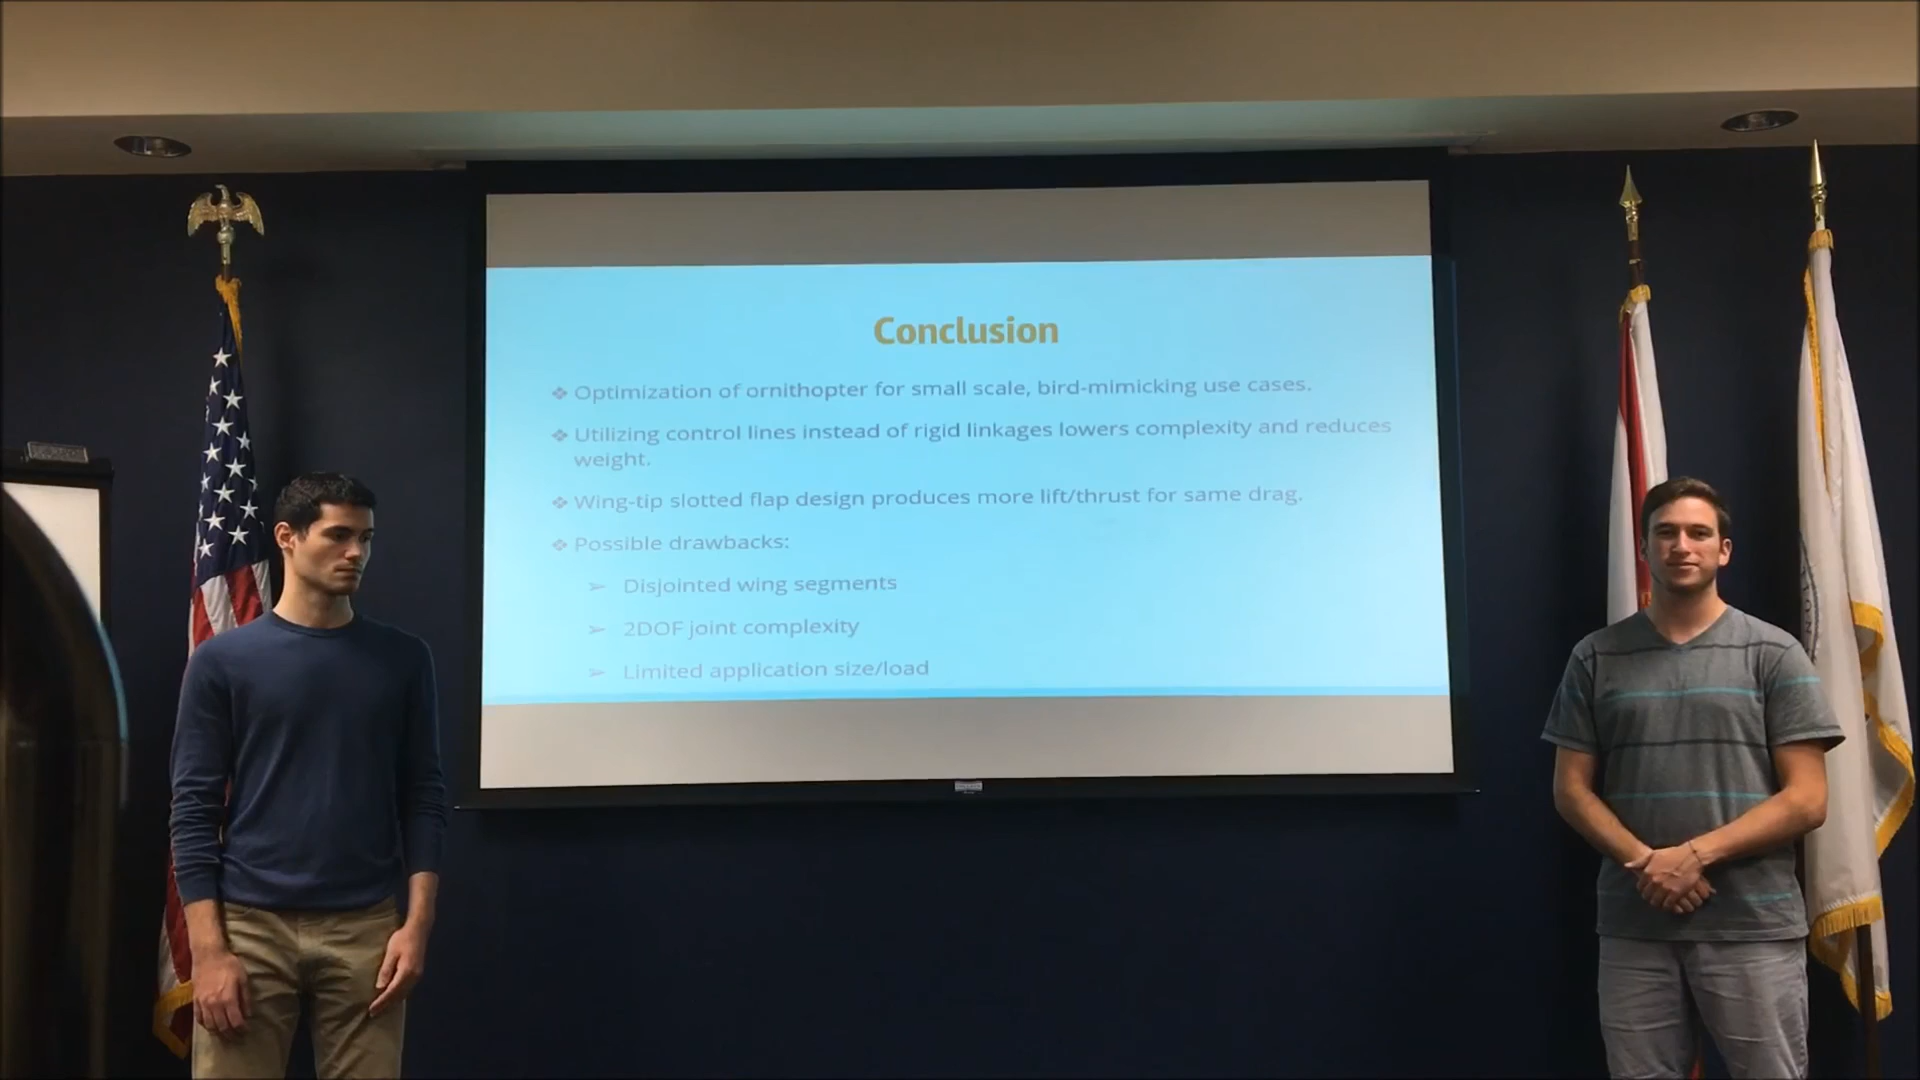 Conclusion
❖ Optimization of ornithopter for small scale, bird-mimicking use cases.
❖ Utilizing control lines instead of rigid linkages lowers complexity and reduces
weight.
❖ Wing-tip slotted flap design produces more lift/thrust for same drag.
❖ Possible drawbacks:
➢ Disjointed wing segments
➢ 2DOF joint complexity
➢ Limited application size/load